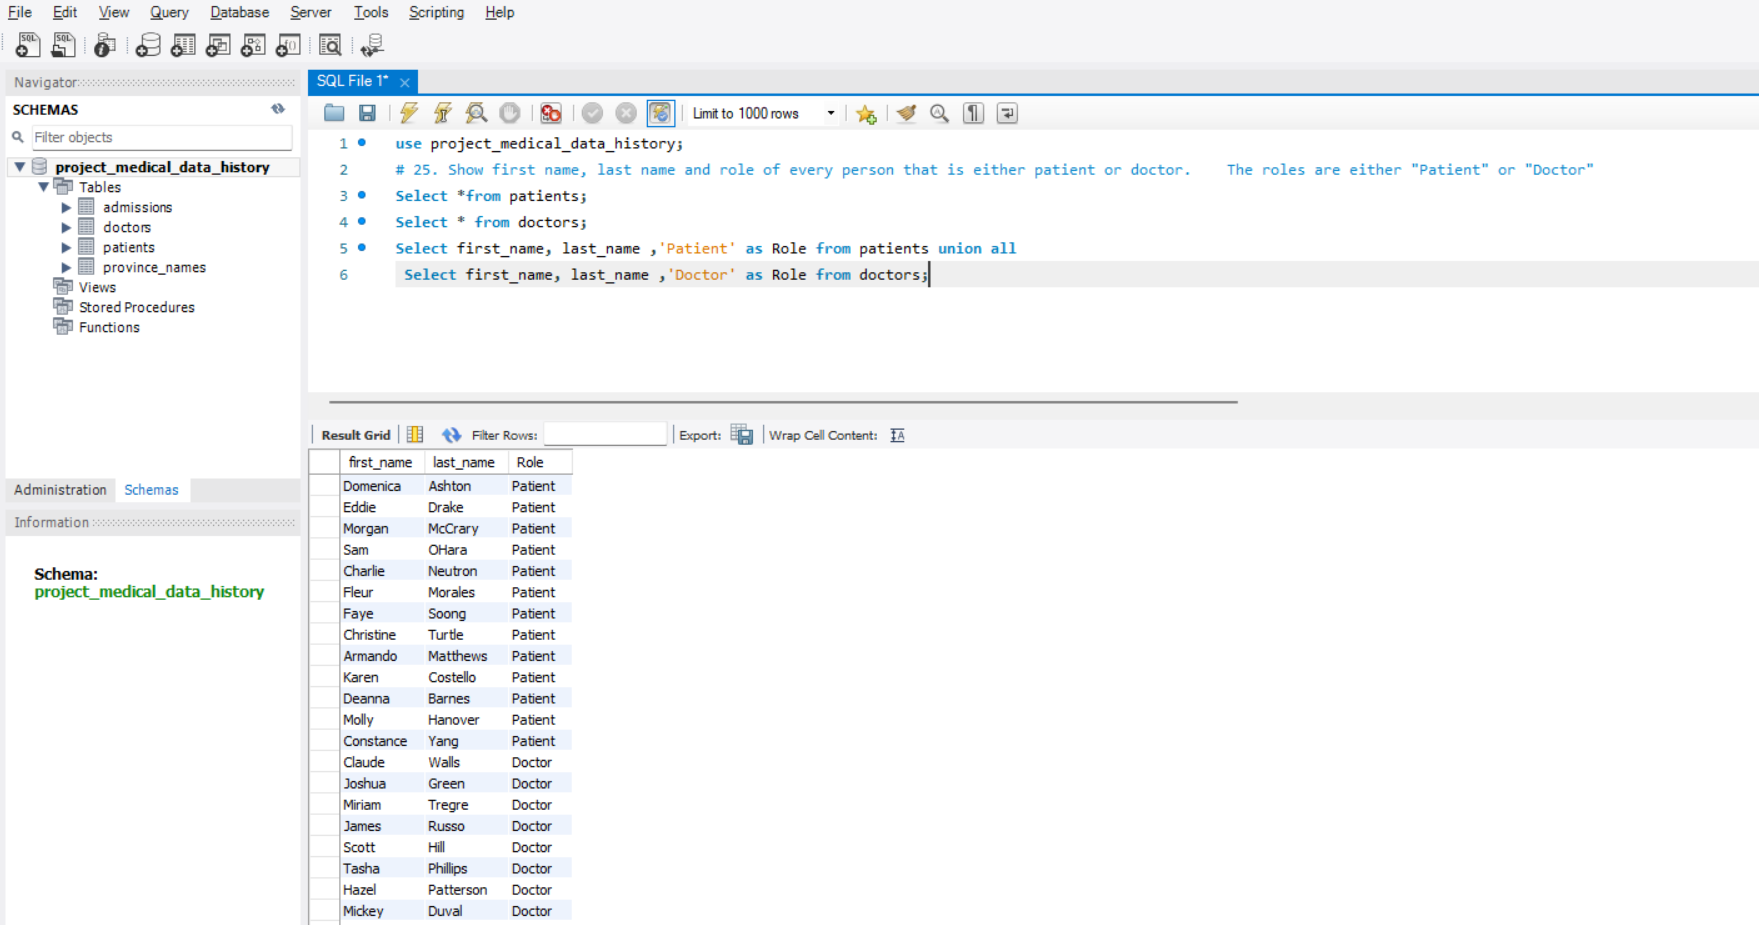 File Edit View Query Database Server Tools Scripting Help
Navigator
SCHEMAS
Filter objects
project_medical_data_history
Tables
admissions
doctors
patients
province_names
Views
Stored Procedures
Functions
Administration Schemas
Information
Schema:
project_medical_data_history
SQL File 1*
Limit to 1000 rows
1 use project_medical_data_history;
2 # 25. Show first name, last name and role of every person that is either patient or doctor. The roles are either "Patient" or "Doctor"
3 Select *from patients;
4 Select * from doctors;
5 Select first_name, last_name ,'Patient' as Role from patients union all
6 Select first_name, last_name ,'Doctor' as Role from doctors;
Result Grid Filter Rows: Export: Wrap Cell Content:
first_name last_name Role
Domenica Ashton Patient
Eddie Drake Patient
Morgan McCrary Patient
Sam OHara Patient
Charlie Neutron Patient
Fleur Morales Patient
Faye Soong Patient
Christine Turtle Patient
Armando Matthews Patient
Karen Costello Patient
Deanna Barnes Patient
Molly Hanover Patient
Constance Yang Patient
Claude Walls Doctor
Joshua Green Doctor
Miriam Tregre Doctor
James Russo Doctor
Scott Hill Doctor
Tasha Phillips Doctor
Hazel Patterson Doctor
Mickey Duval Doctor